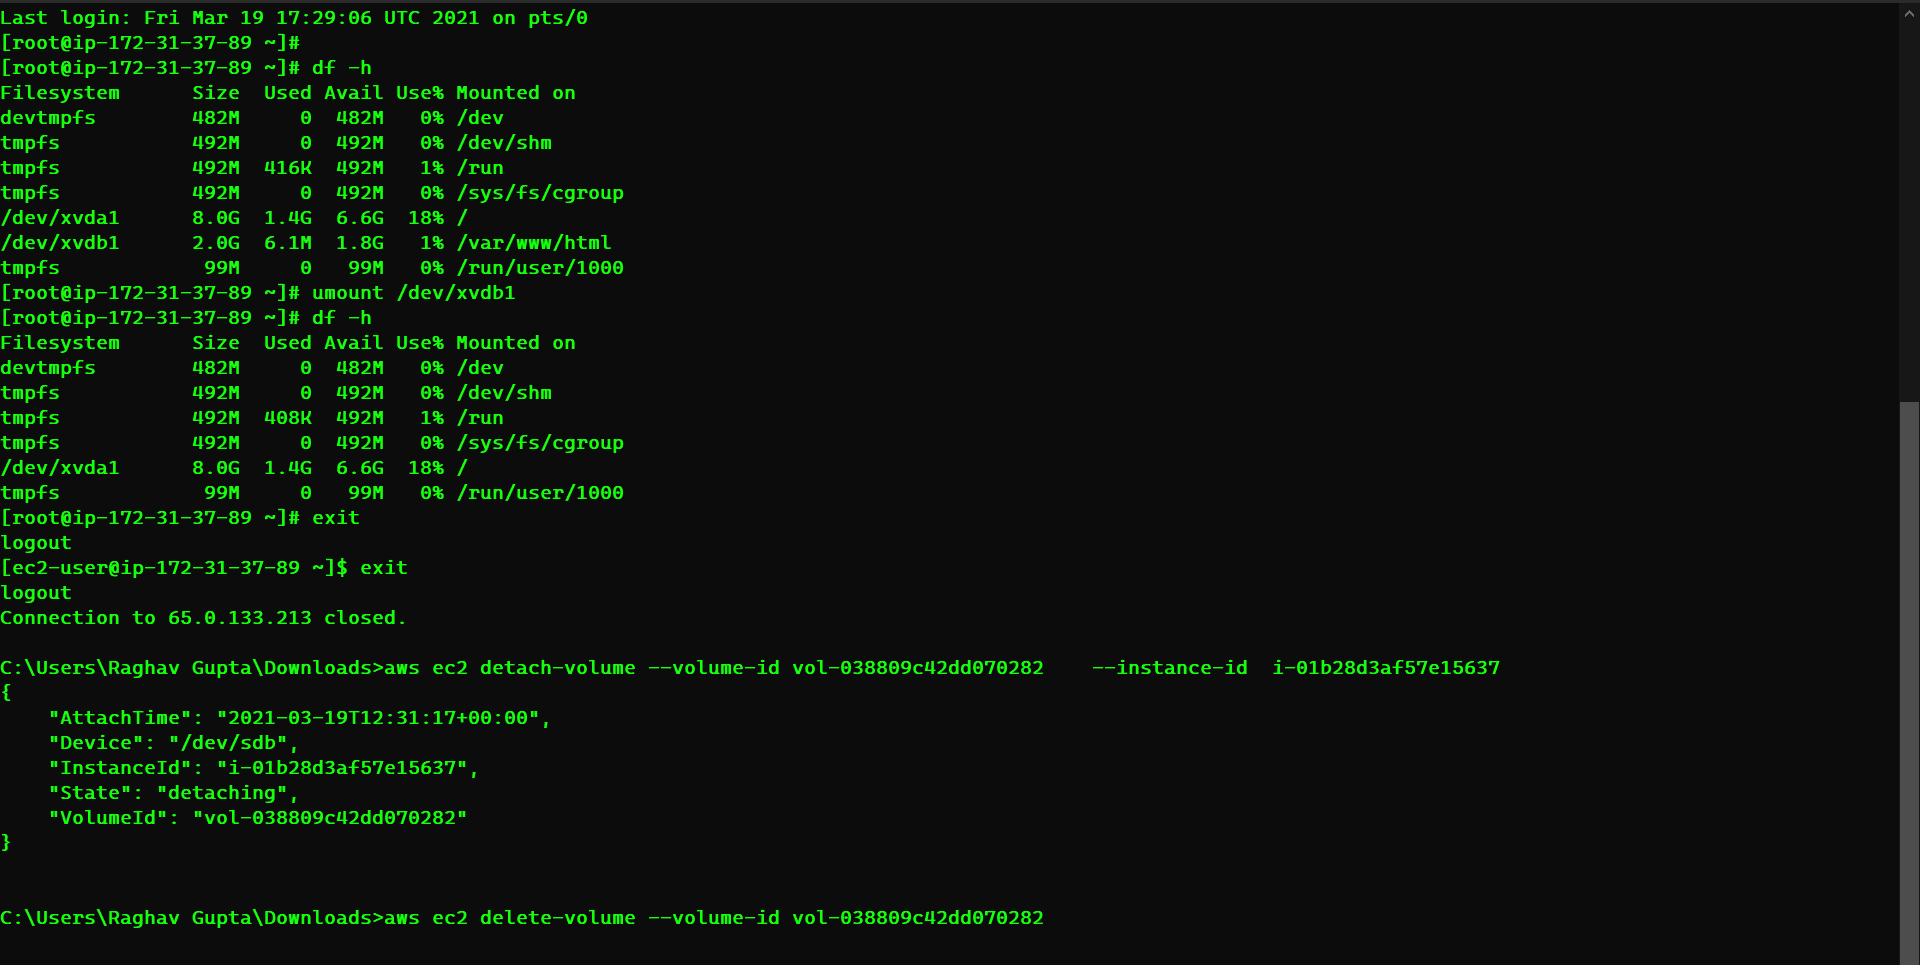 Last login: Fri Mar 19 17:29:06 UTC 2021 on pts/0
[root@ip-172-31-37-89 ~]#
[root@ip-172-31-37-89 ~]# df -h
Filesystem      Size  Used Avail Use% Mounted on
devtmpfs        482M     0  482M   0% /dev
tmpfs           492M     0  492M   0% /dev/shm
tmpfs           492M  416K  492M   1% /run
tmpfs           492M     0  492M   0% /sys/fs/cgroup
/dev/xvda1      8.0G  1.4G  6.6G  18% /
/dev/xvdb1      2.0G  6.1M  1.8G   1% /var/www/html
tmpfs            99M     0   99M   0% /run/user/1000
[root@ip-172-31-37-89 ~]# umount /dev/xvdb1
[root@ip-172-31-37-89 ~]# df -h
Filesystem      Size  Used Avail Use% Mounted on
devtmpfs        482M     0  482M   0% /dev
tmpfs           492M     0  492M   0% /dev/shm
tmpfs           492M  408K  492M   1% /run
tmpfs           492M     0  492M   0% /sys/fs/cgroup
/dev/xvda1      8.0G  1.4G  6.6G  18% /
tmpfs            99M     0   99M   0% /run/user/1000
[root@ip-172-31-37-89 ~]# exit
logout
[ec2-user@ip-172-31-37-89 ~]$ exit
logout
Connection to 65.0.133.213 closed.

C:\Users\Raghav Gupta\Downloads>aws ec2 detach-volume --volume-id vol-038809c42dd070282    --instance-id  i-01b28d3af57e15637
{
    "AttachTime": "2021-03-19T12:31:17+00:00",
    "Device": "/dev/sdb",
    "InstanceId": "i-01b28d3af57e15637",
    "State": "detaching",
    "VolumeId": "vol-038809c42dd070282"
}

C:\Users\Raghav Gupta\Downloads>aws ec2 delete-volume --volume-id vol-038809c42dd070282